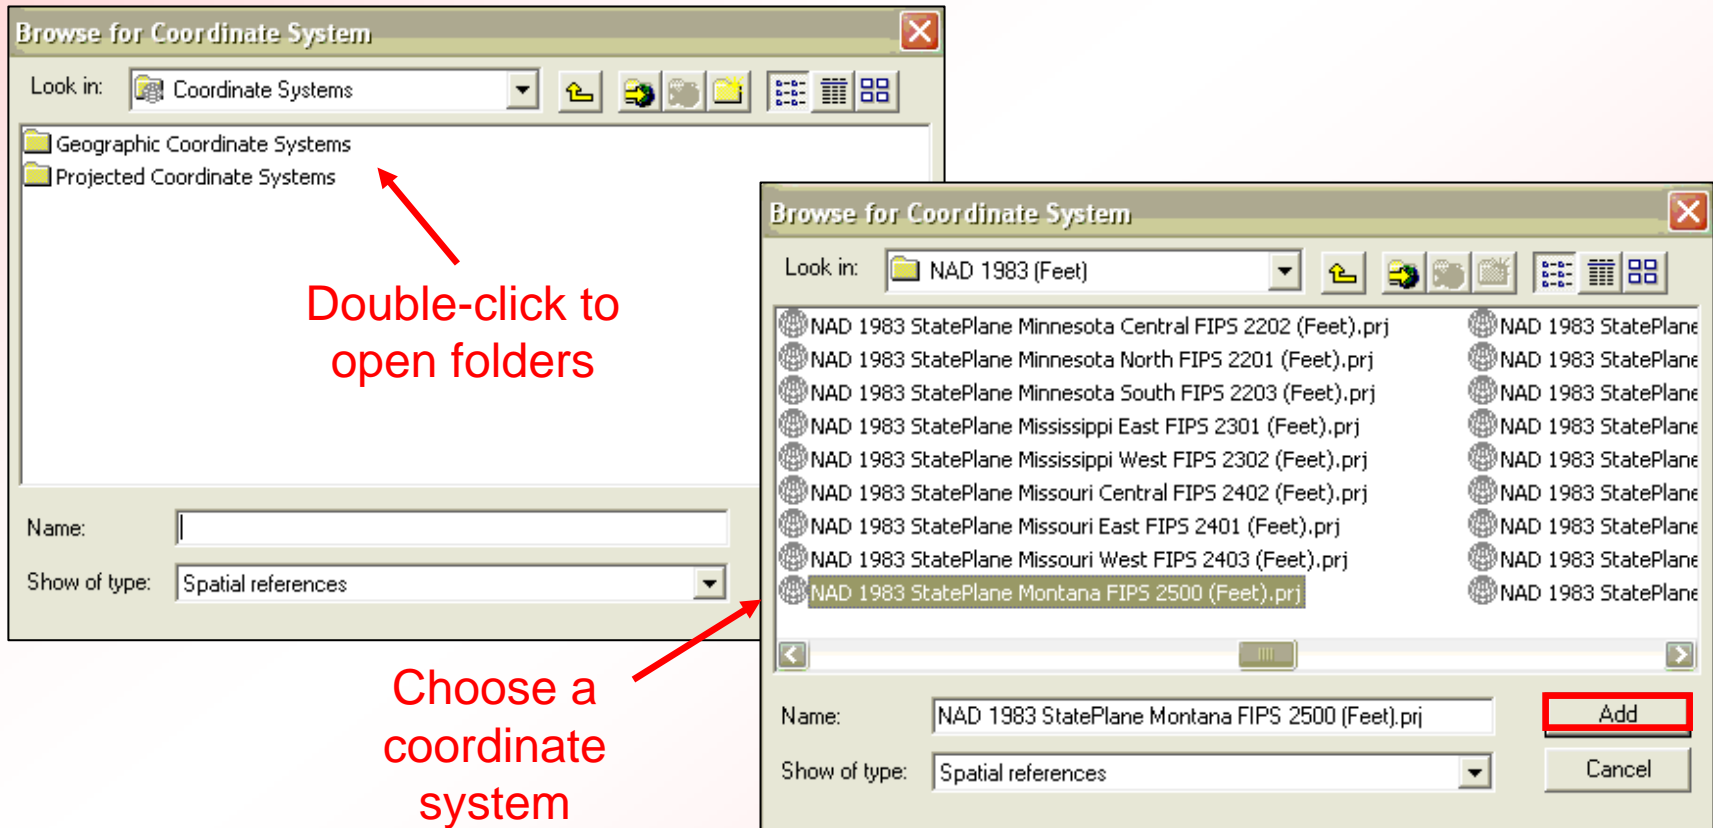 Browse for Coordinate System
Look in: Coordinate Systems
Geographic Coordinate Systems
Projected Coordinate Systems
Double-click to
open folders
Name:
Show of type: Spatial references
Choose a
coordinate
system
Browse for Coordinate System
Look in: NAD 1983 (Feet)
NAD 1983 StatePlane Minnesota Central FIPS 2202 (Feet).prj NAD 1983 StatePlane
NAD 1983 StatePlane Minnesota North FIPS 2201 (Feet).prj NAD 1983 StatePlane
NAD 1983 StatePlane Minnesota South FIPS 2203 (Feet).prj NAD 1983 StatePlane
NAD 1983 StatePlane Mississippi East FIPS 2301 (Feet).prj NAD 1983 StatePlane
NAD 1983 StatePlane Mississippi West FIPS 2302 (Feet).prj NAD 1983 StatePlane
NAD 1983 StatePlane Missouri Central FIPS 2402 (Feet).prj NAD 1983 StatePlane
NAD 1983 StatePlane Missouri East FIPS 2401 (Feet).prj NAD 1983 StatePlane
NAD 1983 StatePlane Missouri West FIPS 2403 (Feet).prj NAD 1983 StatePlane
NAD 1983 StatePlane Montana FIPS 2500 (Feet).prj NAD 1983 StatePlane
Name: NAD 1983 StatePlane Montana FIPS 2500 (Feet).prj Add
Show of type: Spatial references Cancel